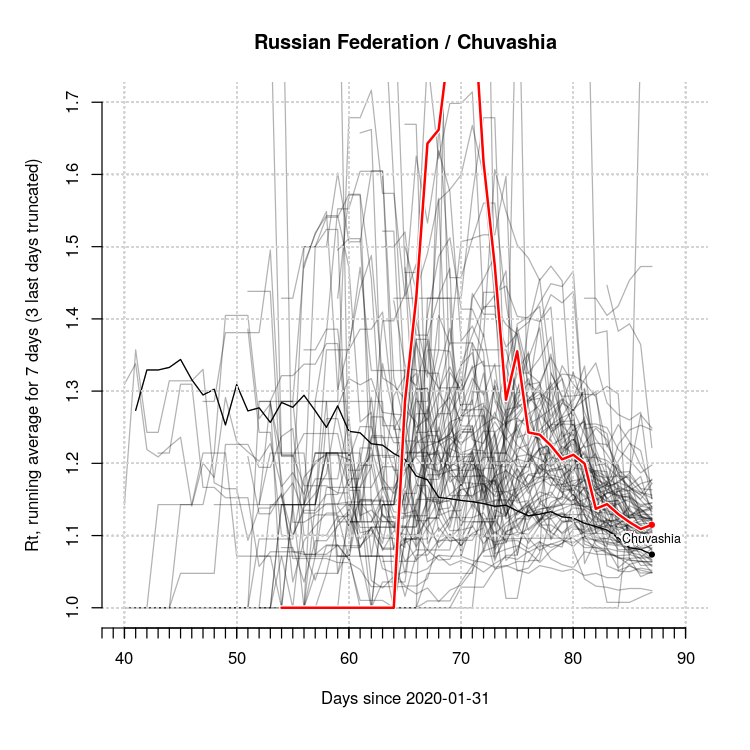 Russian Federation / Chuvashia
Rt, running average for 7 days (3 last days truncated)
1.7
1.6
1.5
1.4
1.3
1.2
1.1
1.0
Chuvashia
40 50 60 70 80 90
Days since 2020-01-31